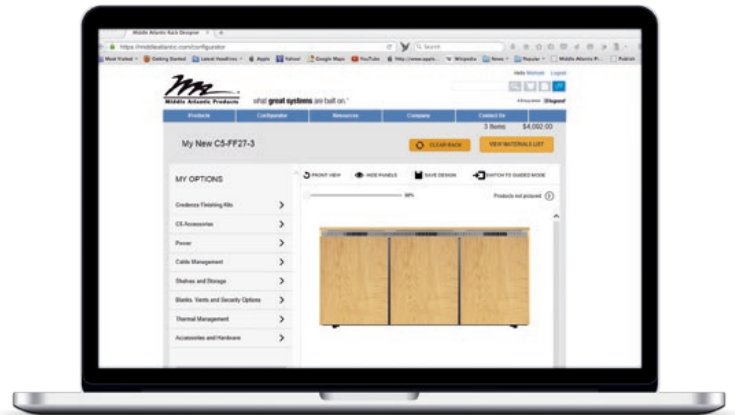 Middle Atlantic Rack Designer
https://middleatlantic.com/configurator
Search
Most Visited
Getting Started
Latest Headlines
Apple
Yahoo!
Google Maps
YouTube
Wikipedia
News
Popular
Hello
Logout
Middle Atlantic Products
what great systems are built on.
legrand
Products
Configurator
Resources
Company
Contact Us
3 Items $4,092.00
My New C5-FF27-3
CLEAR RACK
VIEW MATERIALS LIST
MY OPTIONS
FRONT VIEW
HIDE PANELS
SAVE DESIGN
SWITCH TO GUIDED MODE
Products not pictured
Credenza Finishing Kits
C5 Accessories
Power
Cable Management
Shelves and Storage
Blanks, Vents and Security Options
Thermal Management
Accessories and Hardware